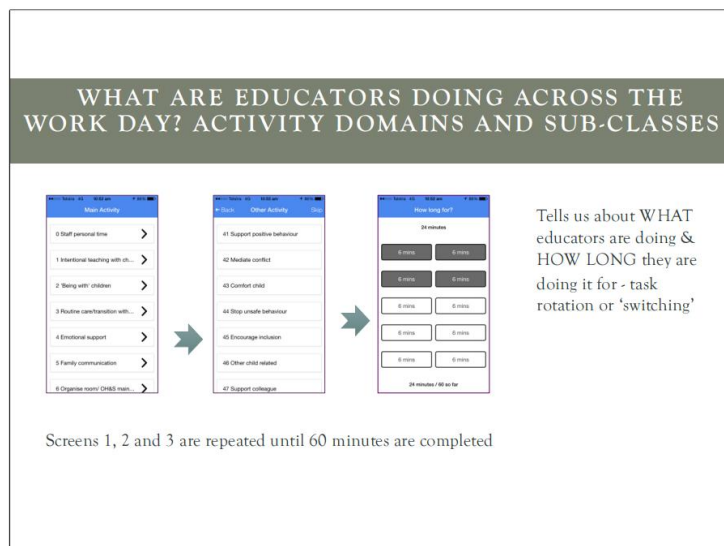 WHAT ARE EDUCATORS DOING ACROSS THE
WORK DAY? ACTIVITY DOMAINS AND SUB-CLASSES
Main Activity
0 Staff personal time
1 Intentional teaching with ch...
2 'Being with' children
3 Routine care/transition with...
4 Emotional support
5 Family communication
6 Organise room/ OH&S main...
Back Other Activity Skip
41 Support positive behaviour
42 Mediate conflict
43 Comfort child
44 Stop unsafe behaviour
45 Encourage inclusion
46 Other child related
47 Support colleague
How long for?
24 minutes
6 mins 6 mins
6 mins 6 mins
6 mins 6 mins
6 mins 6 mins
6 mins 6 mins
24 minutes / 60 so far
Tells us about WHAT
educators are doing &
HOW LONG they are
doing it for - task
rotation or ‘switching’
Screens 1, 2 and 3 are repeated until 60 minutes are completed